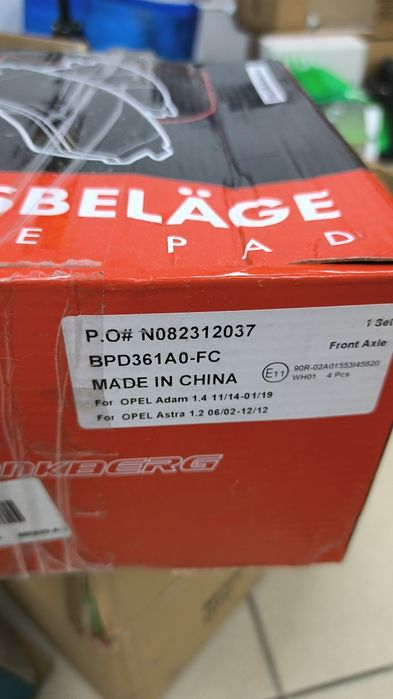 SBELÄGE
E PAD
P.O# N082312037
1 Set
BPD361A0-FC
Front Axle
MADE IN CHINA
E11
90R-02A01553/45620
WH01 4 Pcs
For OPEL Adam 1.4 11/14-01/19
For OPEL Astra 1.2 06/02-12/12
NKBERG